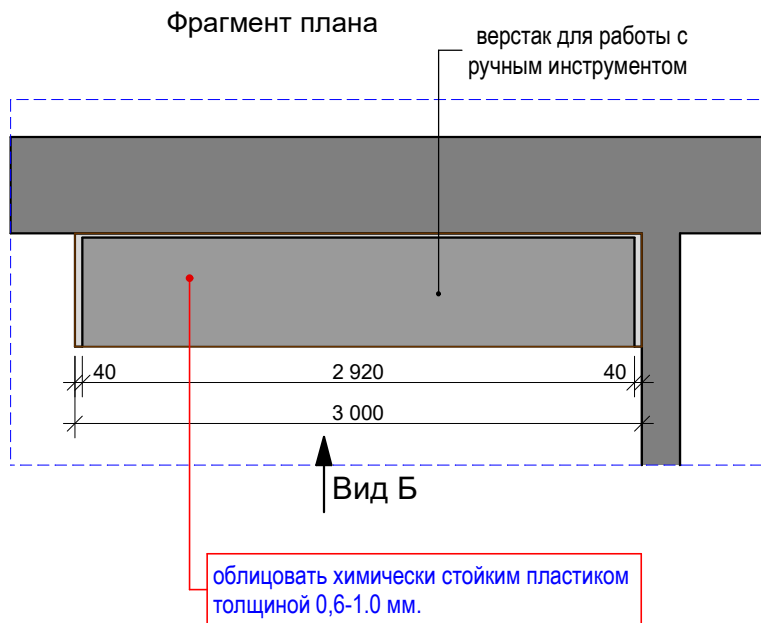 Фрагмент плана
верстак для работы с
ручным инструментом
40
2 920
40
3 000
Вид Б
облицовать химически стойким пластиком
толщиной 0,6-1.0 мм.